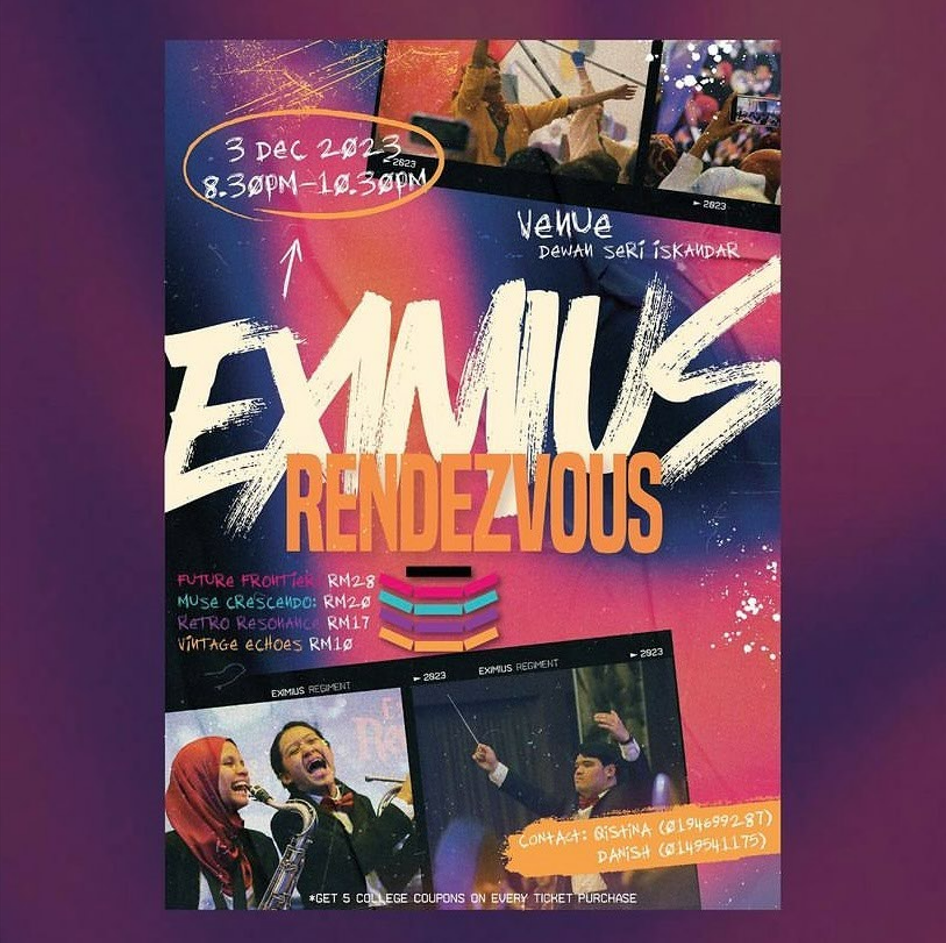 3 DEC 2023
8.30PM-10.30PM
2023
2023
VENUE
DEWAN SERI ISKANDAR
EXIMIUS
RENDEZVOUS
FUTURE FRONTIER RM28
MUSE CRESCENDO: RM20
RETRO RESONANCE RM17
VINTAGE ECHOES RM10
EXIMIUS REGIMENT
2023
EXIMIUS REGIMENT
2023
CONTACT: QISTINA (0194699287)
DANISH (0149541175)
*GET 5 COLLEGE COUPONS ON EVERY TICKET PURCHASE